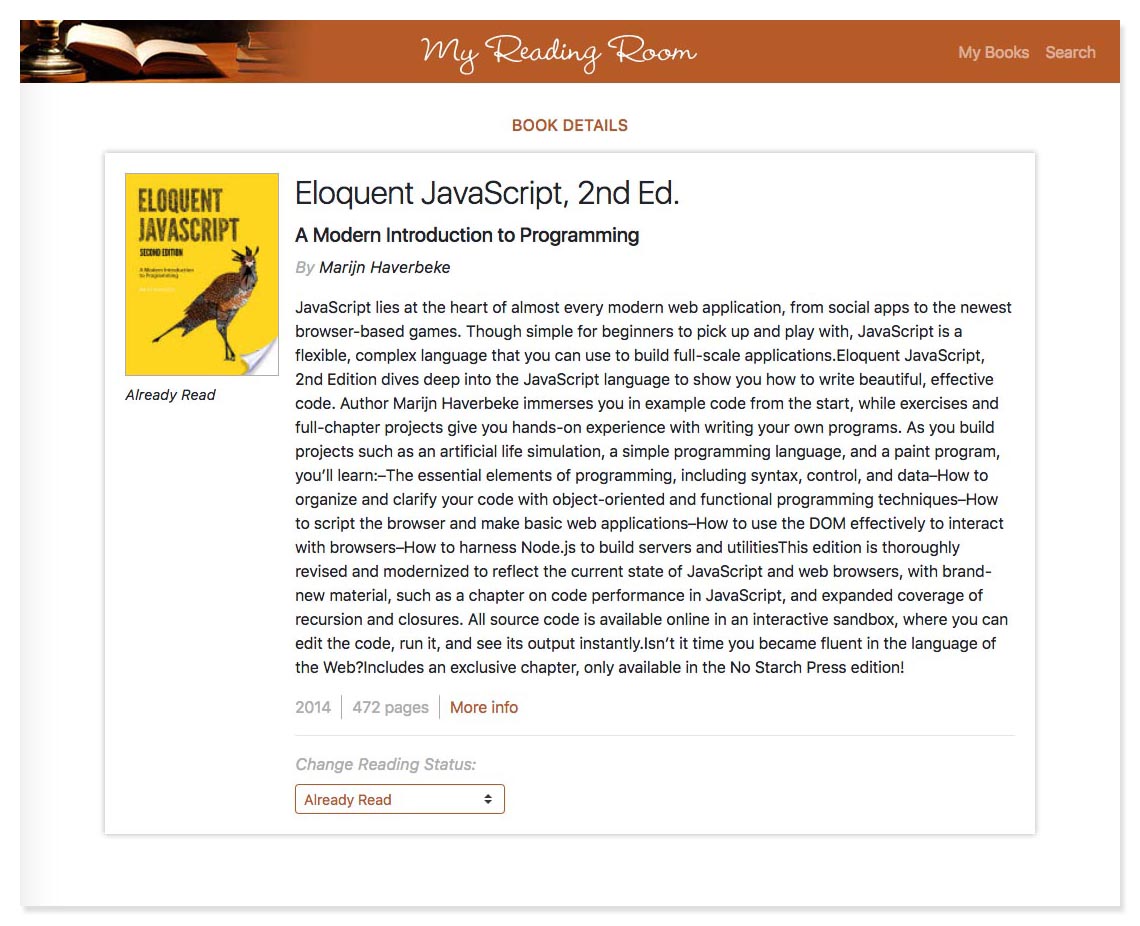 My Reading Room
My Books Search
BOOK DETAILS
ELOQUENT
JAVASCRIPT
SECOND EDITION
A Modern Introduction
to Programming
Already Read
Eloquent JavaScript, 2nd Ed.
A Modern Introduction to Programming
By Marijn Haverbeke
JavaScript lies at the heart of almost every modern web application, from social apps to the newest
browser-based games. Though simple for beginners to pick up and play with, JavaScript is a
flexible, complex language that you can use to build full-scale applications.Eloquent JavaScript,
2nd Edition dives deep into the JavaScript language to show you how to write beautiful, effective
code. Author Marijn Haverbeke immerses you in example code from the start, while exercises and
full-chapter projects give you hands-on experience with writing your own programs. As you build
projects such as an artificial life simulation, a simple programming language, and a paint program,
you’ll learn:–The essential elements of programming, including syntax, control, and data–How to
organize and clarify your code with object-oriented and functional programming techniques–How
to script the browser and make basic web applications–How to use the DOM effectively to interact
with browsers–How to harness Node.js to build servers and utilitiesThis edition is thoroughly
revised and modernized to reflect the current state of JavaScript and web browsers, with brand-
new material, such as a chapter on code performance in JavaScript, and expanded coverage of
recursion and closures. All source code is available online in an interactive sandbox, where you can
edit the code, run it, and see its output instantly.Isn’t it time you became fluent in the language of
the Web?Includes an exclusive chapter, only available in the No Starch Press edition!
2014 472 pages More info
Change Reading Status:
Already Read